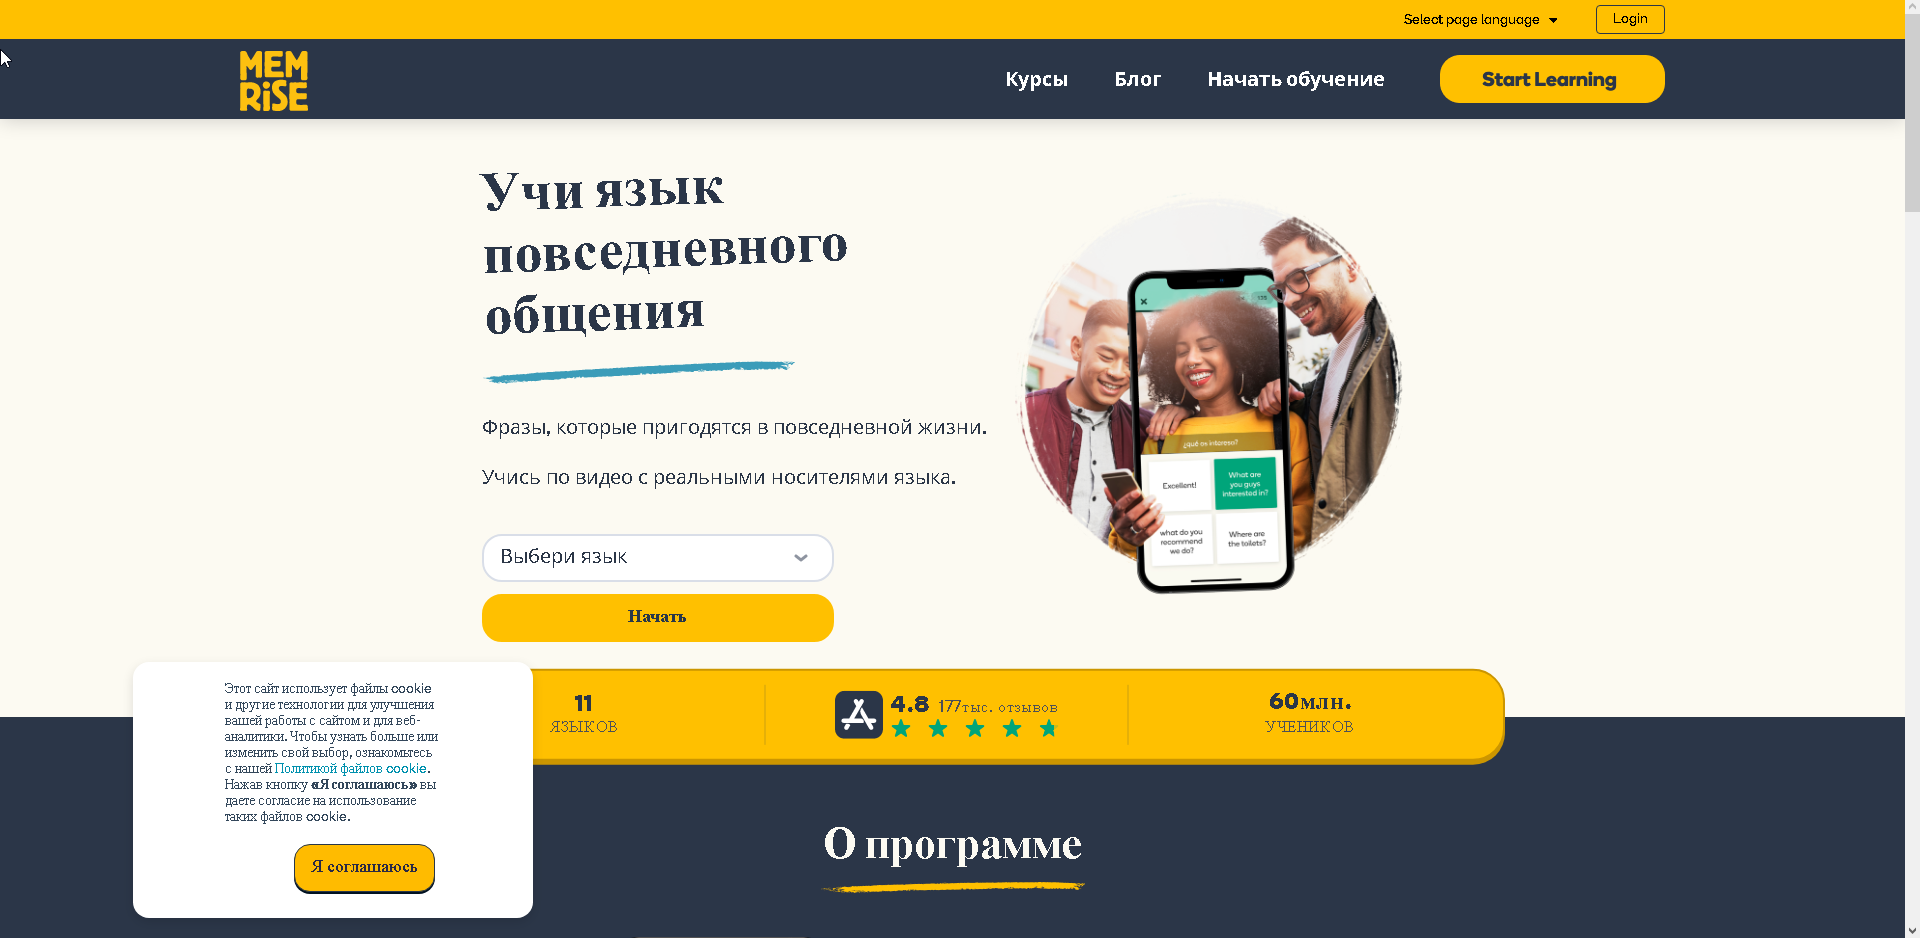 Select page language
Login
MEM
RiSE
Курсы
Блог
Начать обучение
Start Learning
Учи язык
повседневного
общения
Фразы, которые пригодятся в повседневной жизни.
Учись по видео с реальными носителями языка.
Выбери язык
Начать
135
Excellent!
What are
you guys
interested in?
what do you
recommend
we do?
Where are
the toilets?
11
ЯЗЫКОВ
4.8 177тыс. отзывов
60млн.
УЧЕНИКОВ
Этот сайт использует файлы cookie
и другие технологии для улучшения
вашей работы с сайтом и для веб-
аналитики. Чтобы узнать больше или
изменить свой выбор, ознакомьтесь
с нашей Политикой файлов cookie.
Нажав кнопку «Я соглашаюсь» вы
даете согласие на использование
таких файлов cookie.
Я соглашаюсь
О программе